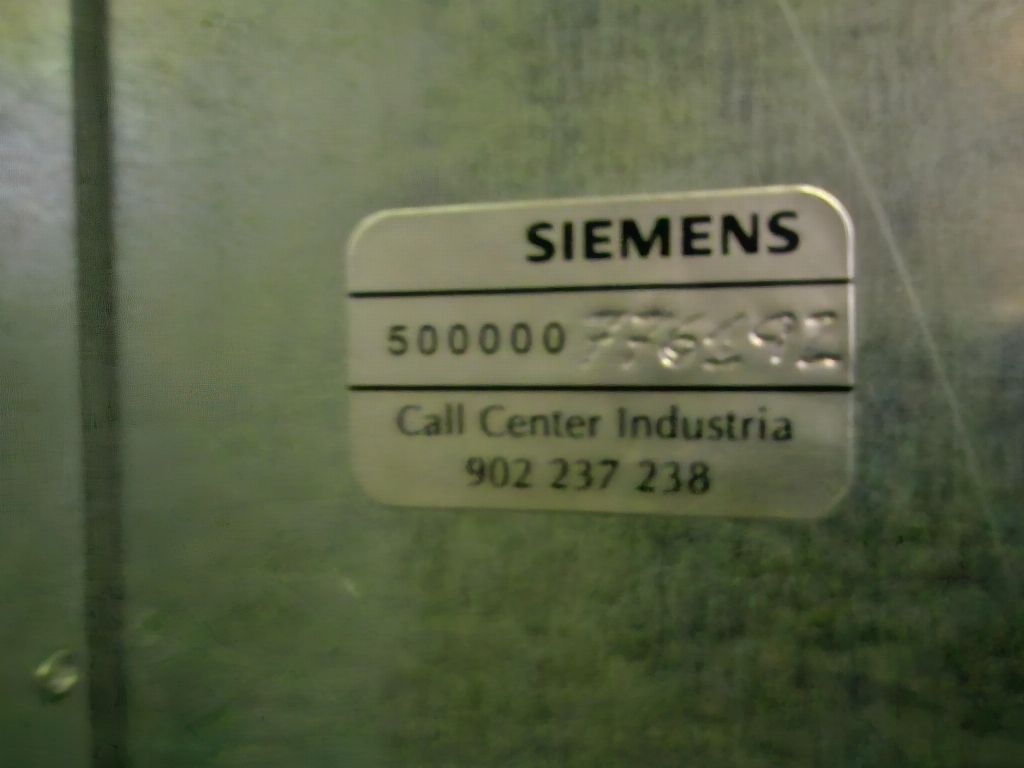 SIEMENS
500000
Call Center Industria
902 237 238